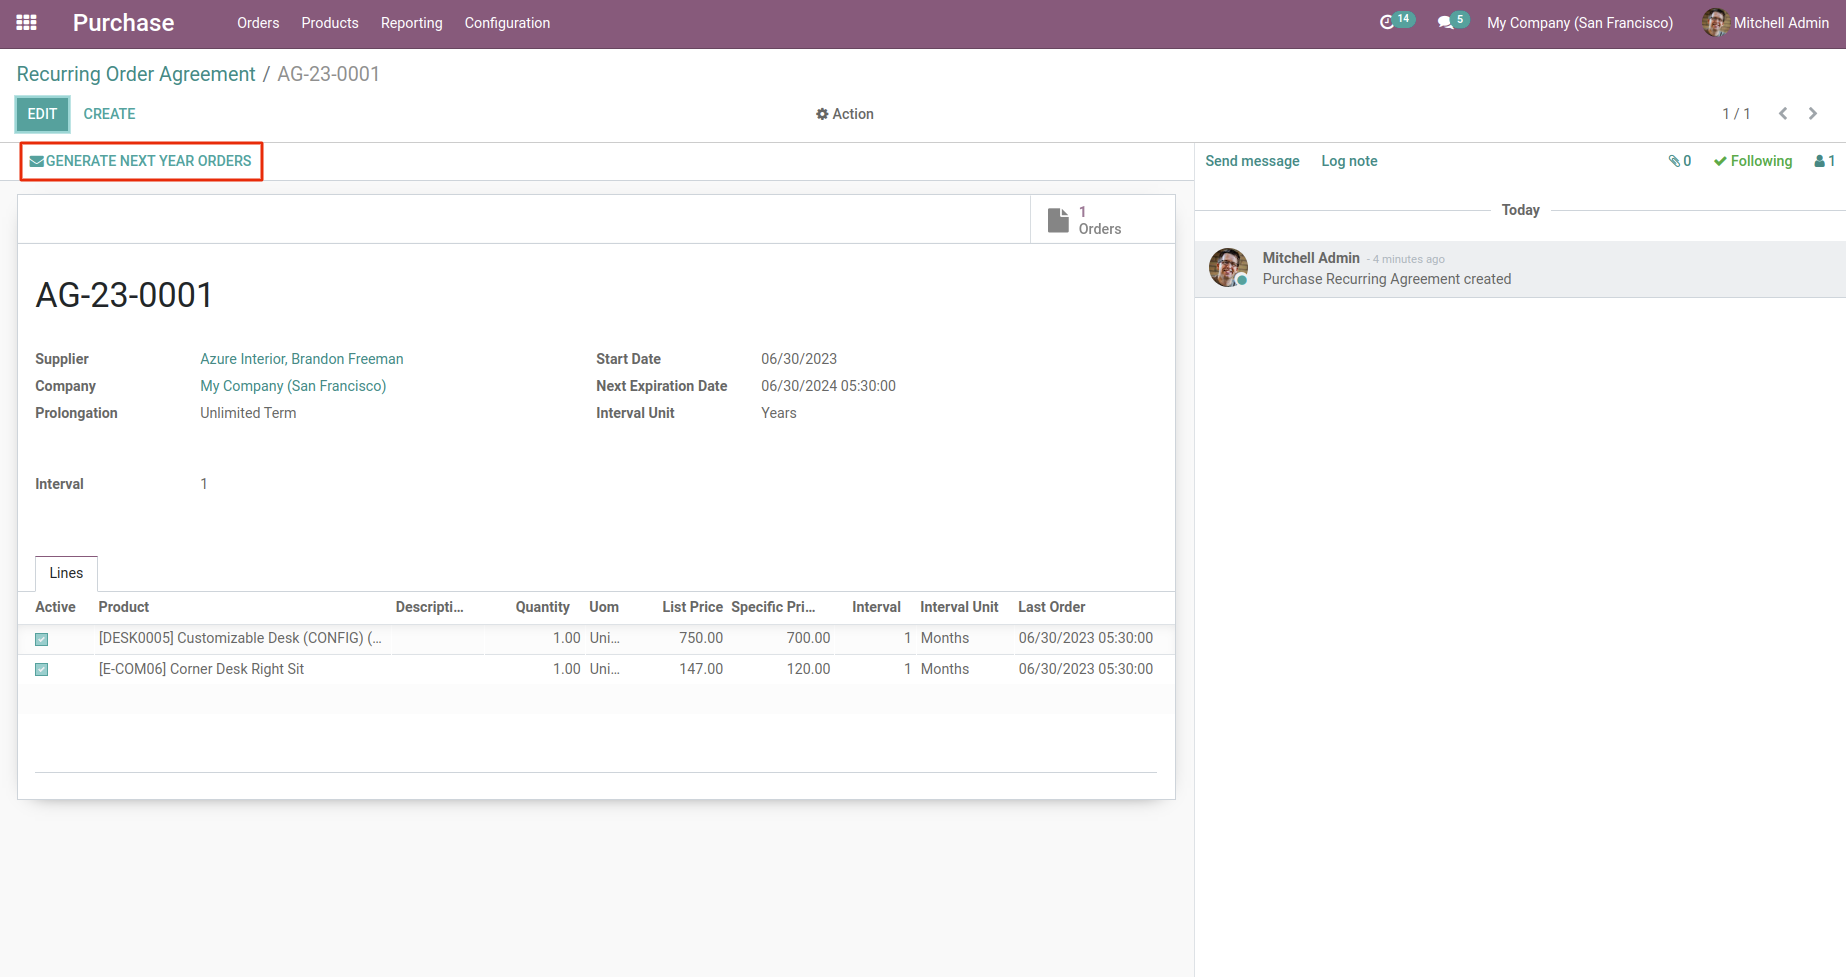 Purchase Orders Products Reporting Configuration 14 5 My Company (San Francisco) Mitchell Admin
Recurring Order Agreement / AG-23-0001
EDIT CREATE Action 1 / 1
GENERATE NEXT YEAR ORDERS Send message Log note 0 Following 1
1
Orders
Today
Mitchell Admin - 4 minutes ago
Purchase Recurring Agreement created
AG-23-0001
Supplier Azure Interior, Brandon Freeman Start Date 06/30/2023
Company My Company (San Francisco) Next Expiration Date 06/30/2024 05:30:00
Prolongation Unlimited Term Interval Unit Years
Interval 1
Lines
Active Product Descripti... Quantity Uom List Price Specific Pri... Interval Interval Unit Last Order
[DESK0005] Customizable Desk (CONFIG) (... 1.00 Uni... 750.00 700.00 1 Months 06/30/2023 05:30:00
[E-COM06] Corner Desk Right Sit 1.00 Uni... 147.00 120.00 1 Months 06/30/2023 05:30:00